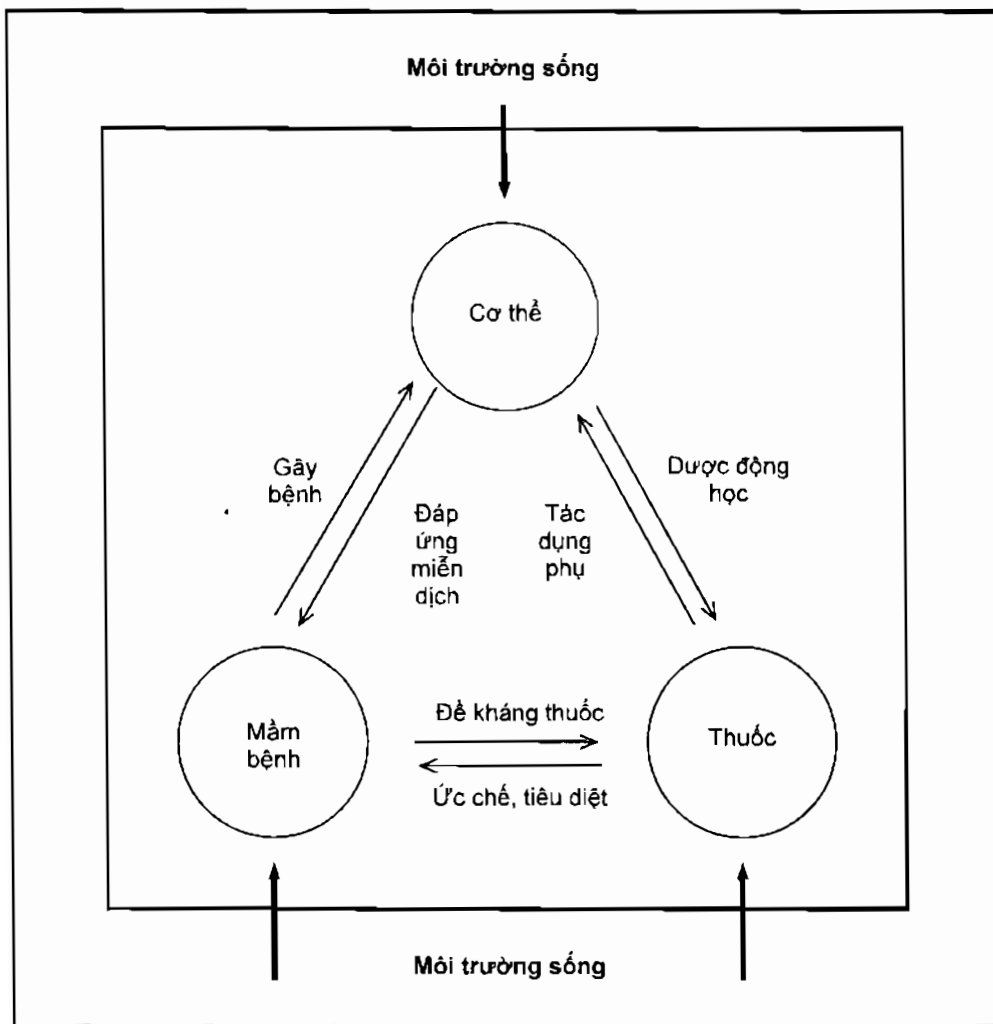 Môi trường sống
Cơ thể
Gây
bệnh
Đáp
ứng
miễn
dịch
Tác
dụng
phụ
Dược động
học
Mầm
bệnh
Đề kháng thuốc
Ức chế, tiêu diệt
Thuốc
Môi trường sống